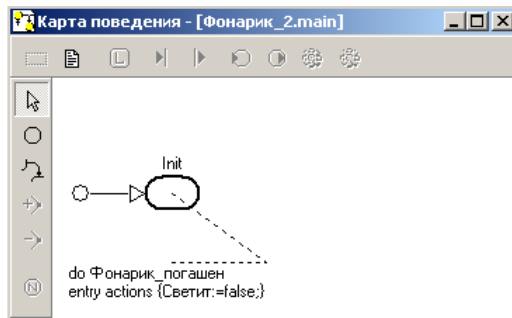 Карта поведения - [Фонарик_2.main]
L
Init
do Фонарик_погашен
entry actions {Светит:=false;}
N